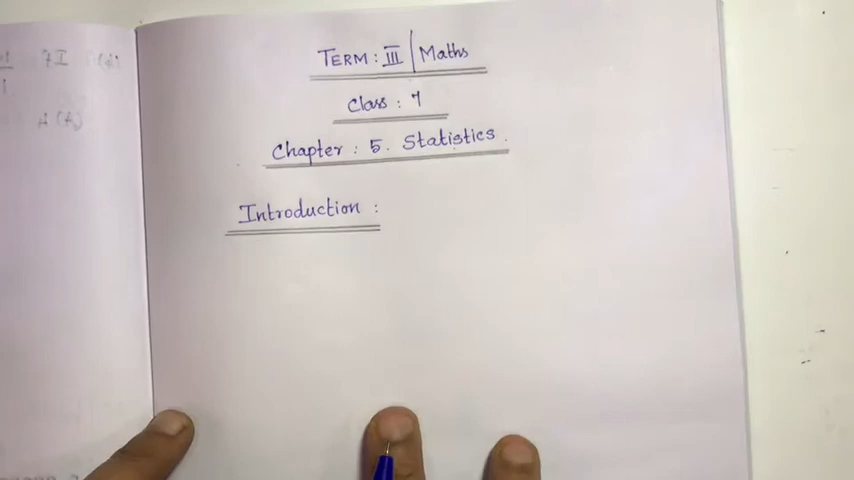 TERM : III | Maths
Class : 7
Chapter : 5. Statistics.
Introduction :